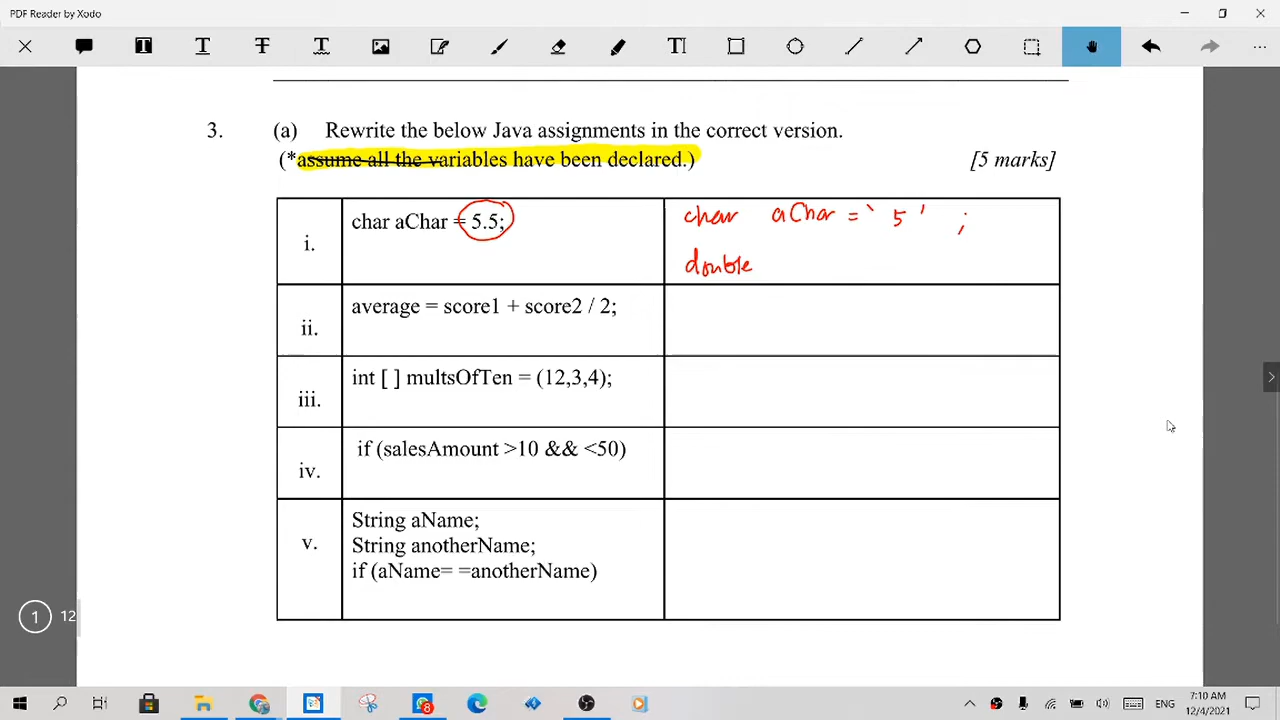 PDF Reader by Xodo
3. (a) Rewrite the below Java assignments in the correct version.
(*assume all the variables have been declared.) [5 marks]
i. char aChar = 5.5; char aChar = ' 5 ' ;
double
ii. average = score1 + score2 / 2;
iii. int [ ] multsOfTen = (12,3,4);
iv. if (salesAmount >10 && <50)
v. String aName;
String anotherName;
if (aName= =anotherName)
1 12
8 ENG 7:10 AM
12/4/2021